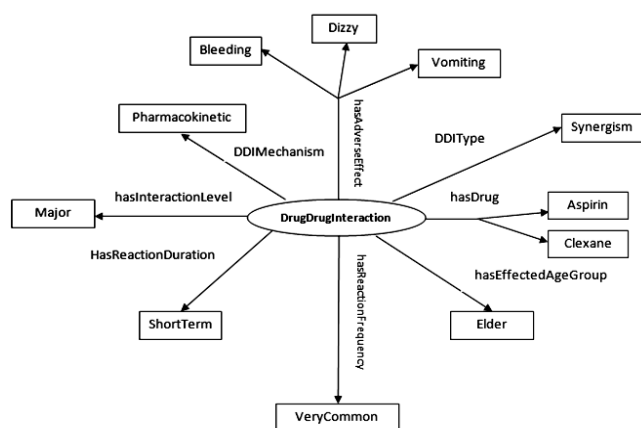 Dizzy
Bleeding
Vomiting
hasAdverseEffect
Pharmacokinetic
DDIMechanism
DDIType
Synergism
hasInteractionLevel
hasDrug
Major
DrugDrugInteraction
Aspirin
Clexane
HasReactionDuration
hasReactionFrequency
hasEffectedAgeGroup
ShortTerm
Elder
VeryCommon